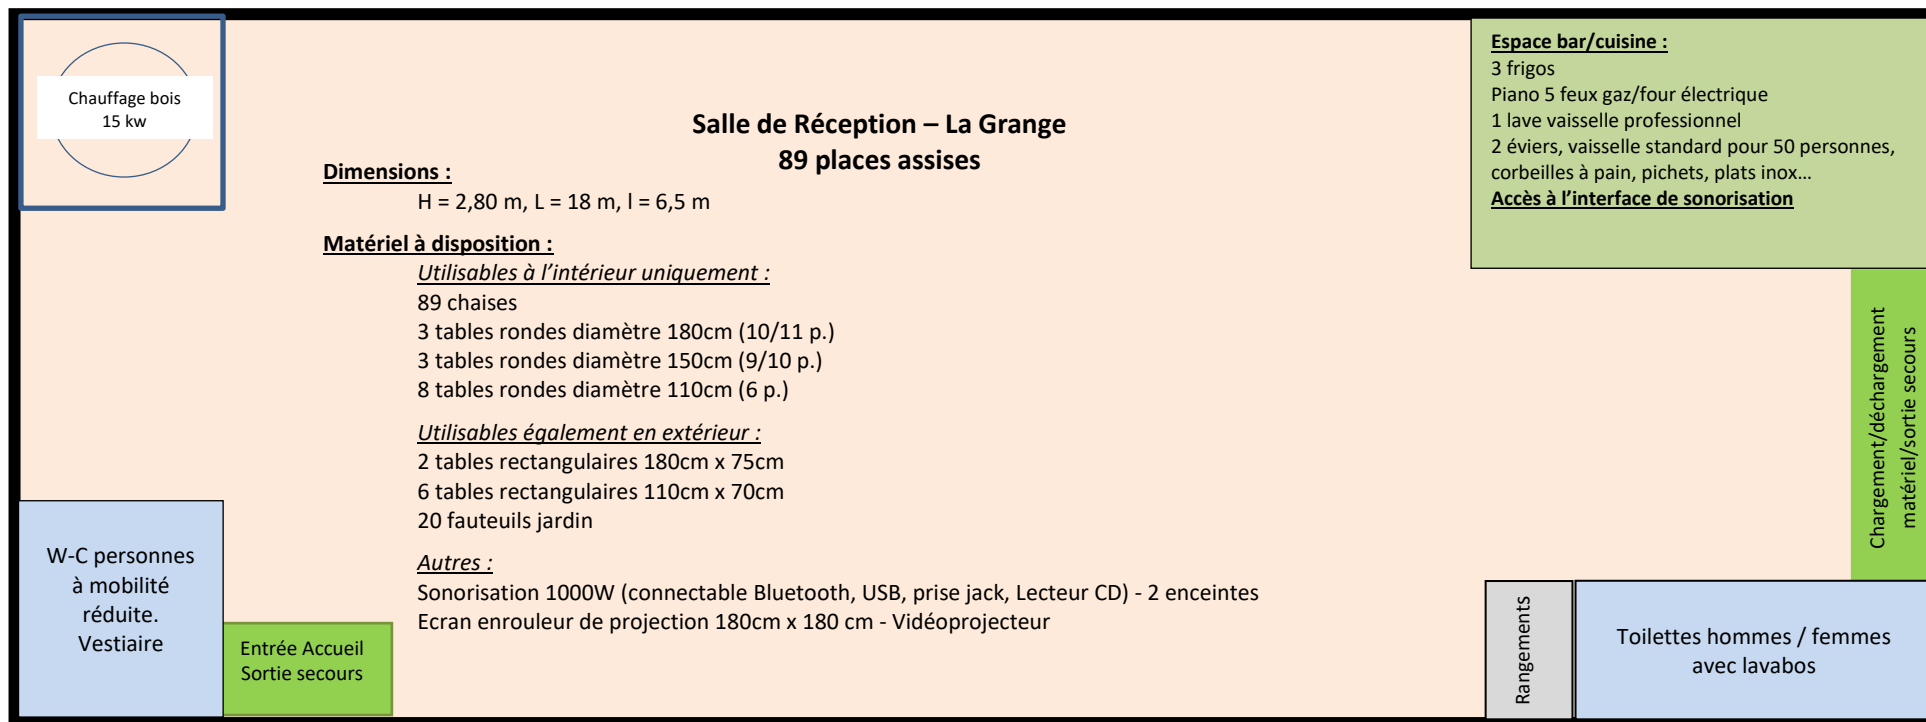 Chauffage bois
15 kw
Salle de Réception – La Grange
89 places assises
Dimensions :
H = 2,80 m, L = 18 m, l = 6,5 m
Matériel à disposition :
Utilisables à l’intérieur uniquement :
89 chaises
3 tables rondes diamètre 180cm (10/11 p.)
3 tables rondes diamètre 150cm (9/10 p.)
8 tables rondes diamètre 110cm (6 p.)
Utilisables également en extérieur :
2 tables rectangulaires 180cm x 75cm
6 tables rectangulaires 110cm x 70cm
20 fauteuils jardin
Autres :
Sonorisation 1000W (connectable Bluetooth, USB, prise jack, Lecteur CD) - 2 enceintes
Ecran enrouleur de projection 180cm x 180 cm - Vidéoprojecteur
Espace bar/cuisine :
3 frigos
Piano 5 feux gaz/four électrique
1 lave vaisselle professionnel
2 éviers, vaisselle standard pour 50 personnes,
corbeilles à pain, pichets, plats inox…
Accès à l’interface de sonorisation
Chargement/déchargement
matériel/sortie secours
W-C personnes
à mobilité
réduite.
Vestiaire
Entrée Accueil
Sortie secours
Rangements
Toilettes hommes / femmes
avec lavabos